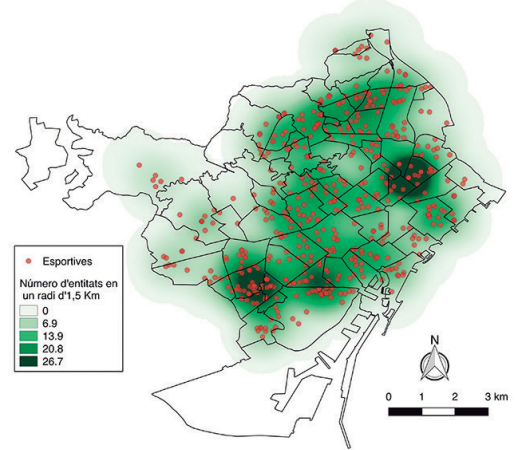 N
Esportives
Número d'entitats en
un radi d'1,5 Km
0
6.9
13.9
20.8
26.7
0 1 2 3 km